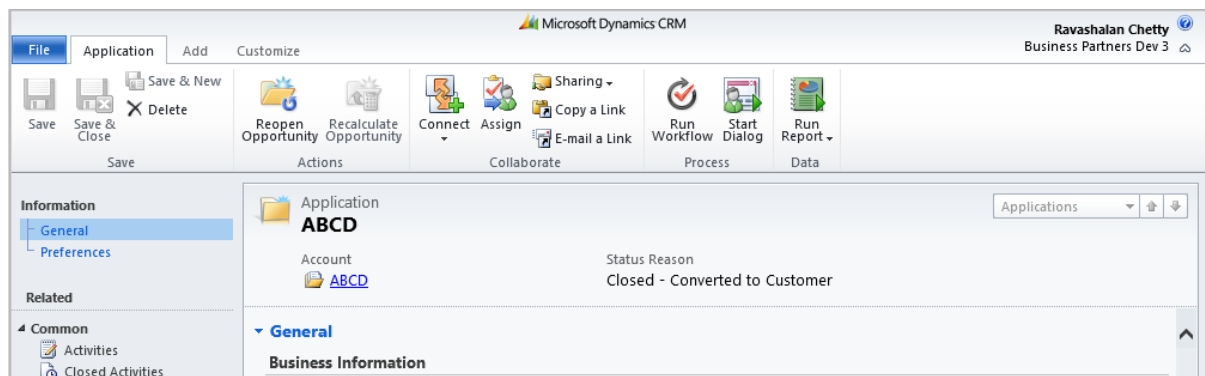 Microsoft Dynamics CRM
Ravashalan Chetty
Business Partners Dev 3
File Application Add Customize
Save
Save & Close
Save & New
Delete
Save
Reopen Opportunity
Recalculate Opportunity
Actions
Connect
Assign
Sharing
Copy a Link
E-mail a Link
Collaborate
Run Workflow
Start Dialog
Process
Run Report
Data
Information
General
Preferences
Related
Common
Activities
Closed Activities
Application
ABCD
Applications
Account
ABCD
Status Reason
Closed - Converted to Customer
General
Business Information